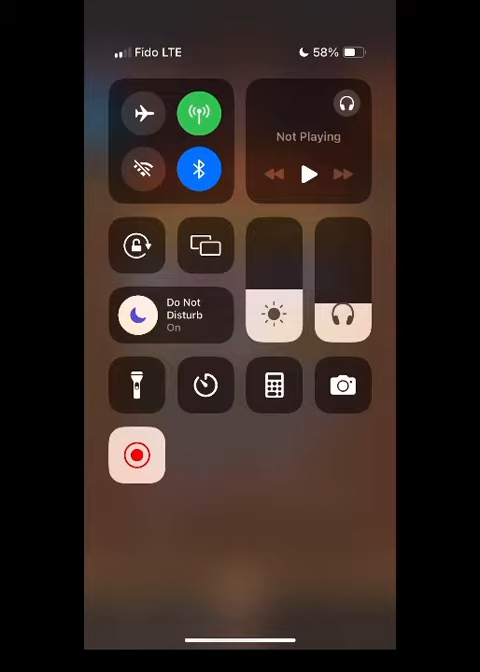 Fido LTE
58%
Not Playing
Do Not
Disturb
On